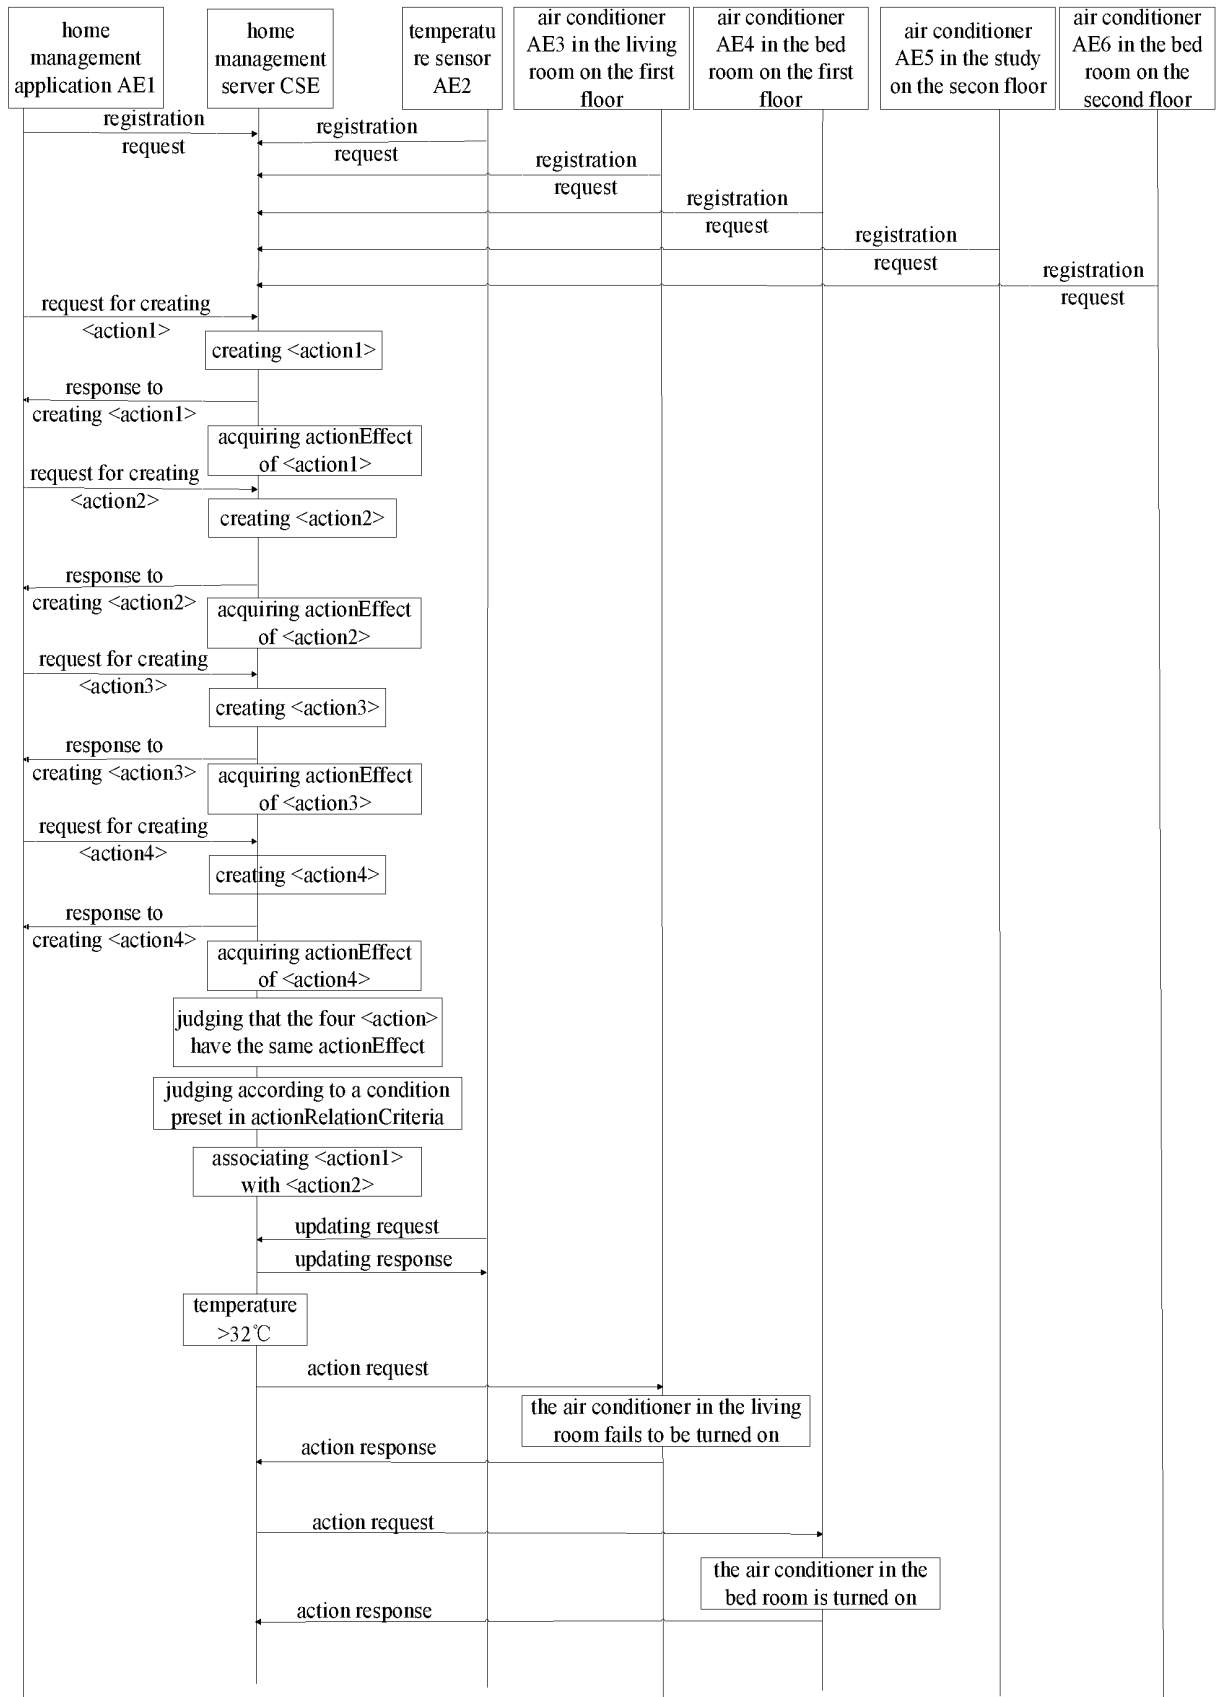 home
management
application AE1
home
management
server CSE
temperatu
re sensor
AE2
air conditioner
AE3 in the living
room on the first
floor
air conditioner
AE4 in the bed
room on the first
floor
air conditioner
AE5 in the study
on the secon floor
air conditioner
AE6 in the bed
room on the
second floor
registration
request
registration
request
registration
request
registration
request
registration
request
registration
request
request for creating
<action1>
creating <action1>
response to
creating <action1>
acquiring actionEffect
of <action1>
request for creating
<action2>
creating <action2>
response to
creating <action2>
acquiring actionEffect
of <action2>
request for creating
<action3>
creating <action3>
response to
creating <action3>
acquiring actionEffect
of <action3>
request for creating
<action4>
creating <action4>
response to
creating <action4>
acquiring actionEffect
of <action4>
judging that the four <action>
have the same actionEffect
judging according to a condition
preset in actionRelationCriteria
associating <action1>
with <action2>
updating request
updating response
temperature
>32℃
action request
the air conditioner in the living
room fails to be turned on
action response
action request
the air conditioner in the
bed room is turned on
action response